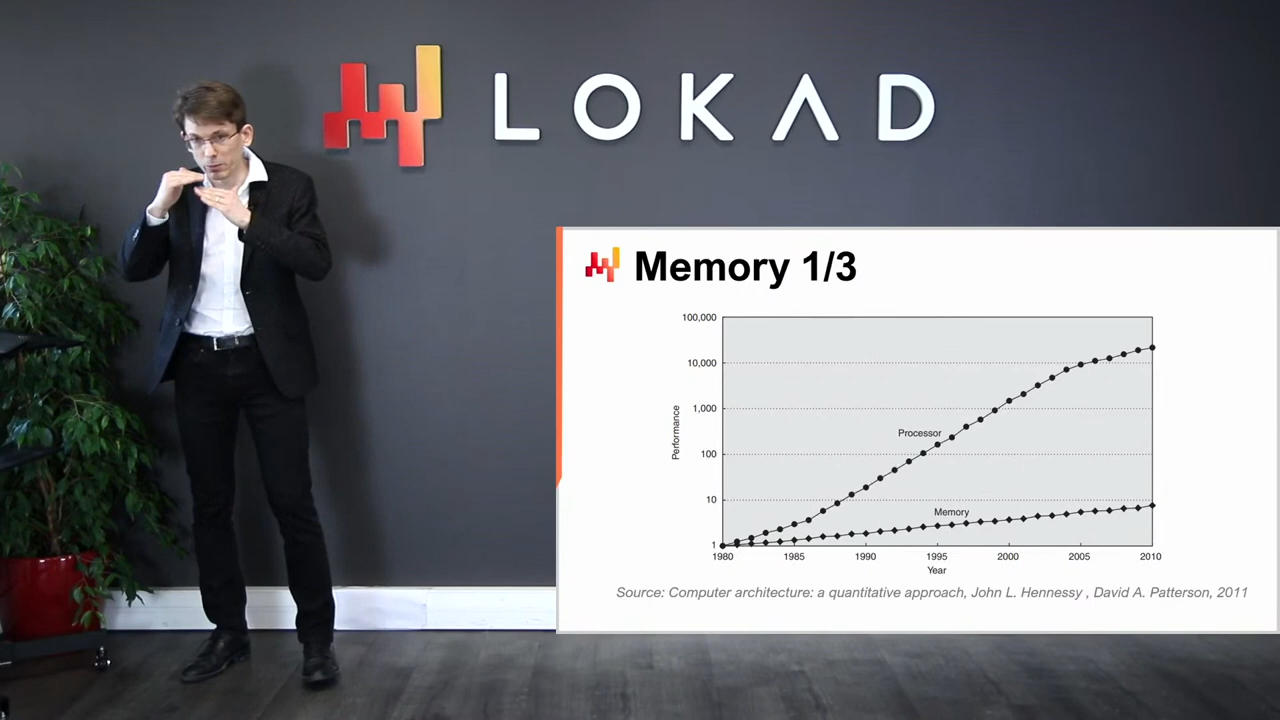 LOKAD
Memory 1/3
100,000
10,000
1,000
100
10
1
Performance
Processor
Memory
1980 1985 1990 1995 2000 2005 2010
Year
Source: Computer architecture: a quantitative approach, John L. Hennessy , David A. Patterson, 2011